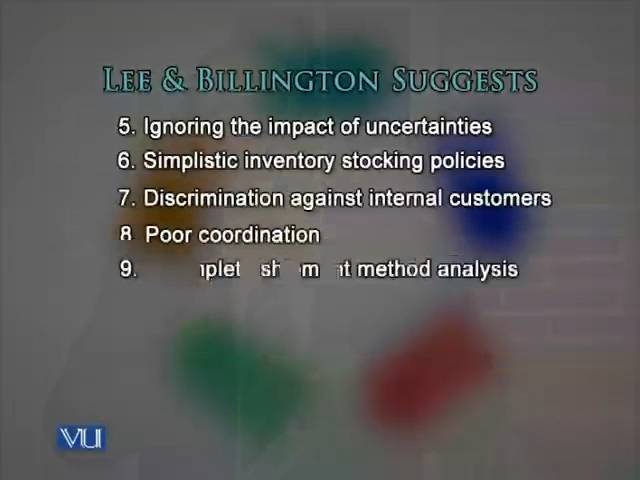 LEE & BILLINGTON SUGGESTS
5. Ignoring the impact of uncertainties
6. Simplistic inventory stocking policies
7. Discrimination against internal customers
8 Poor coordination
9. method analysis
VU